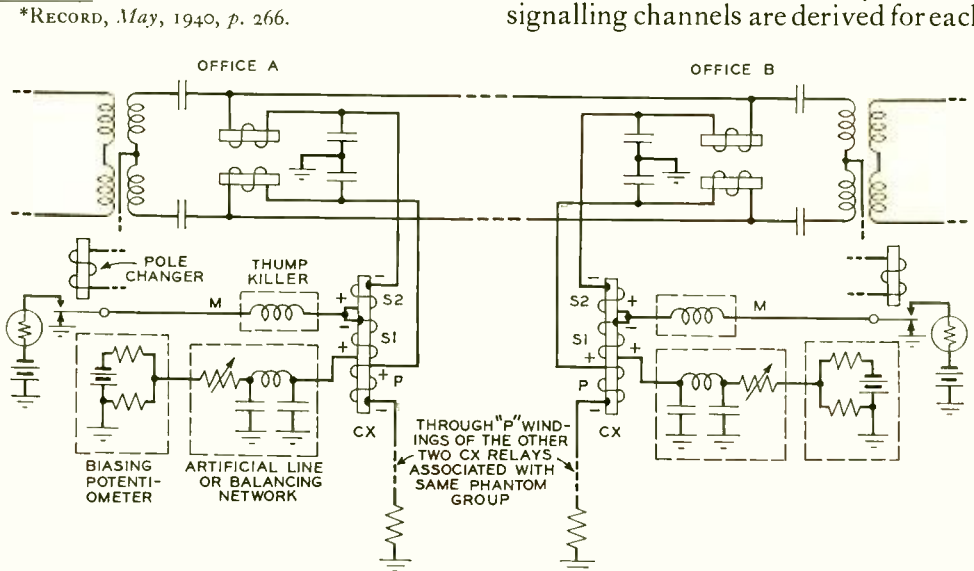 *RECORD, May, 1940, p. 266.
signalling channels are derived for each
OFFICE A
OFFICE B
POLE
CHANGER
THUMP
KILLER
M
+
−
S2
−
S1
+
+
P
−
CX
BIASING
POTENTI-
OMETER
ARTIFICIAL LINE
OR BALANCING
NETWORK
THROUGH "P" WIND-
INGS OF THE OTHER
TWO CX RELAYS
ASSOCIATED WITH
SAME PHANTOM
GROUP
−
S2
+
−
S1
+
P
−
CX
M